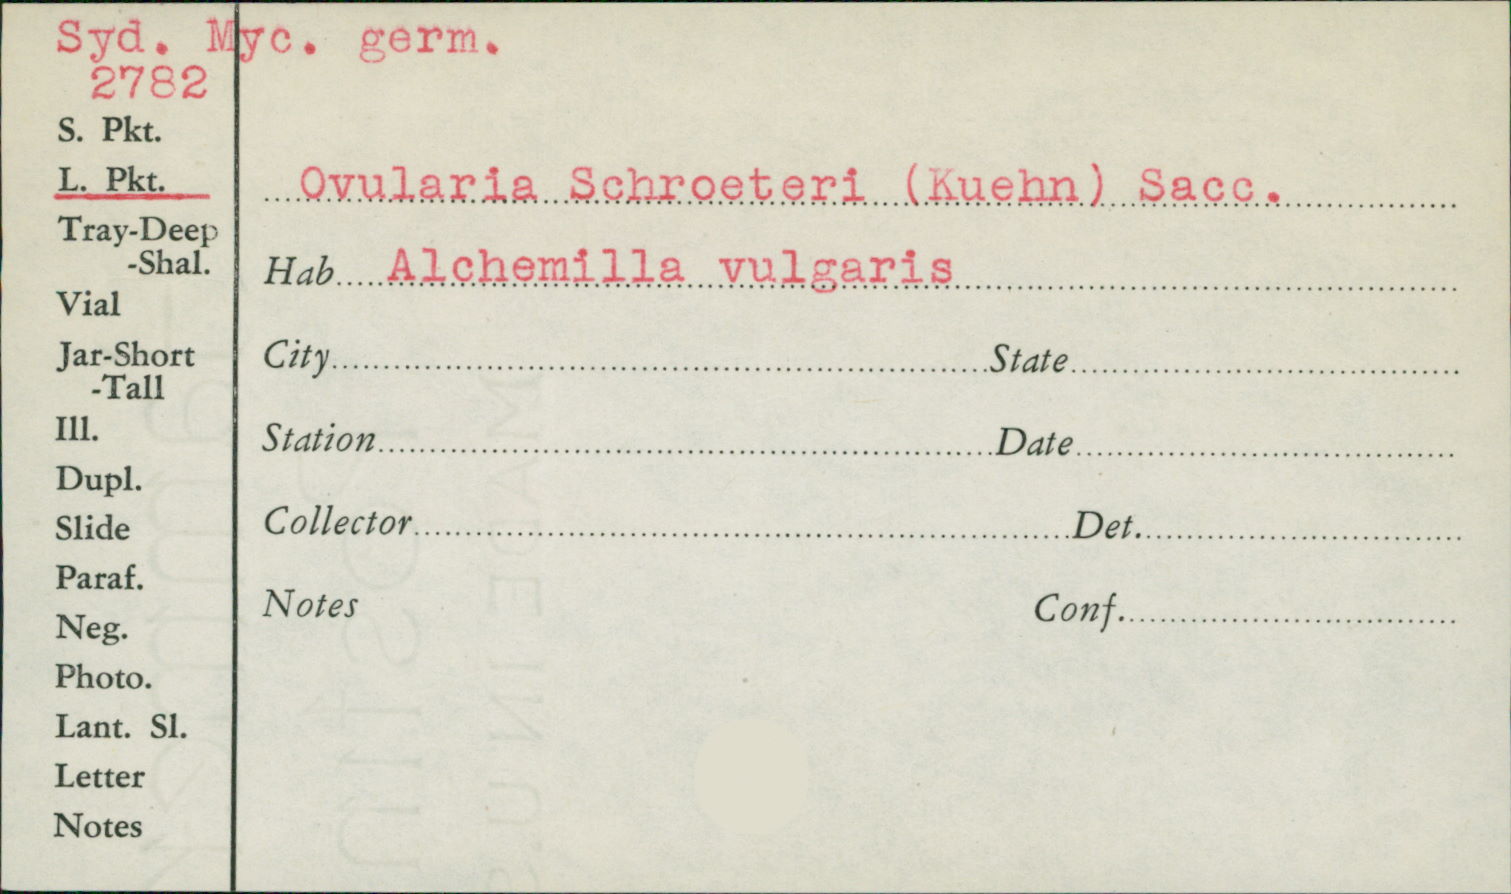 Syd. Myc. germ.
2782
S. Pkt.
L. Pkt.
Tray-Deep
-Shal.
Vial
Jar-Short
-Tall
Ill.
Dupl.
Slide
Paraf.
Neg.
Photo.
Lant. Sl.
Letter
Notes
Ovularia Schroeteri (Kuehn) Sacc.
Hab. Alchemilla vulgaris
City State
Station Date
Collector Det.
Notes Conf.